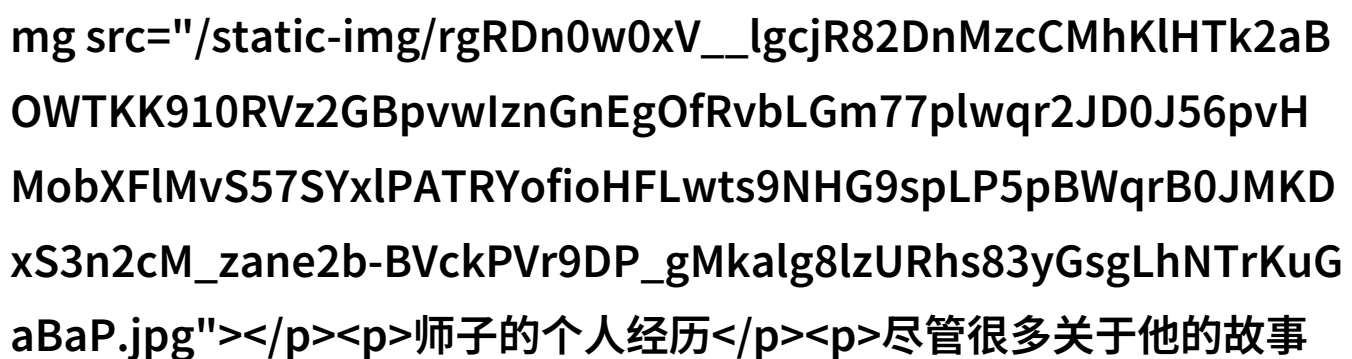 mg src="/static-img/rgRDn0w0xV__lgcjR82DnMzcCMhKlHTk2aB
OWTKK910RVz2GBpvwIznGnEgOfRvbLGm77plwqr2JD0J56pvH
MobXFlMvS57SYxlPATRYofioHFLwts9NHG9spLP5pBWqrB0JMKD
xS3n2cM_zane2b-BVckPVr9DP_gMkalg8lzURhs83yGsgLhNTrKuG
aBaP.jpg"></p><p>师子的个人经历</p><p>尽管很多关于他的故事